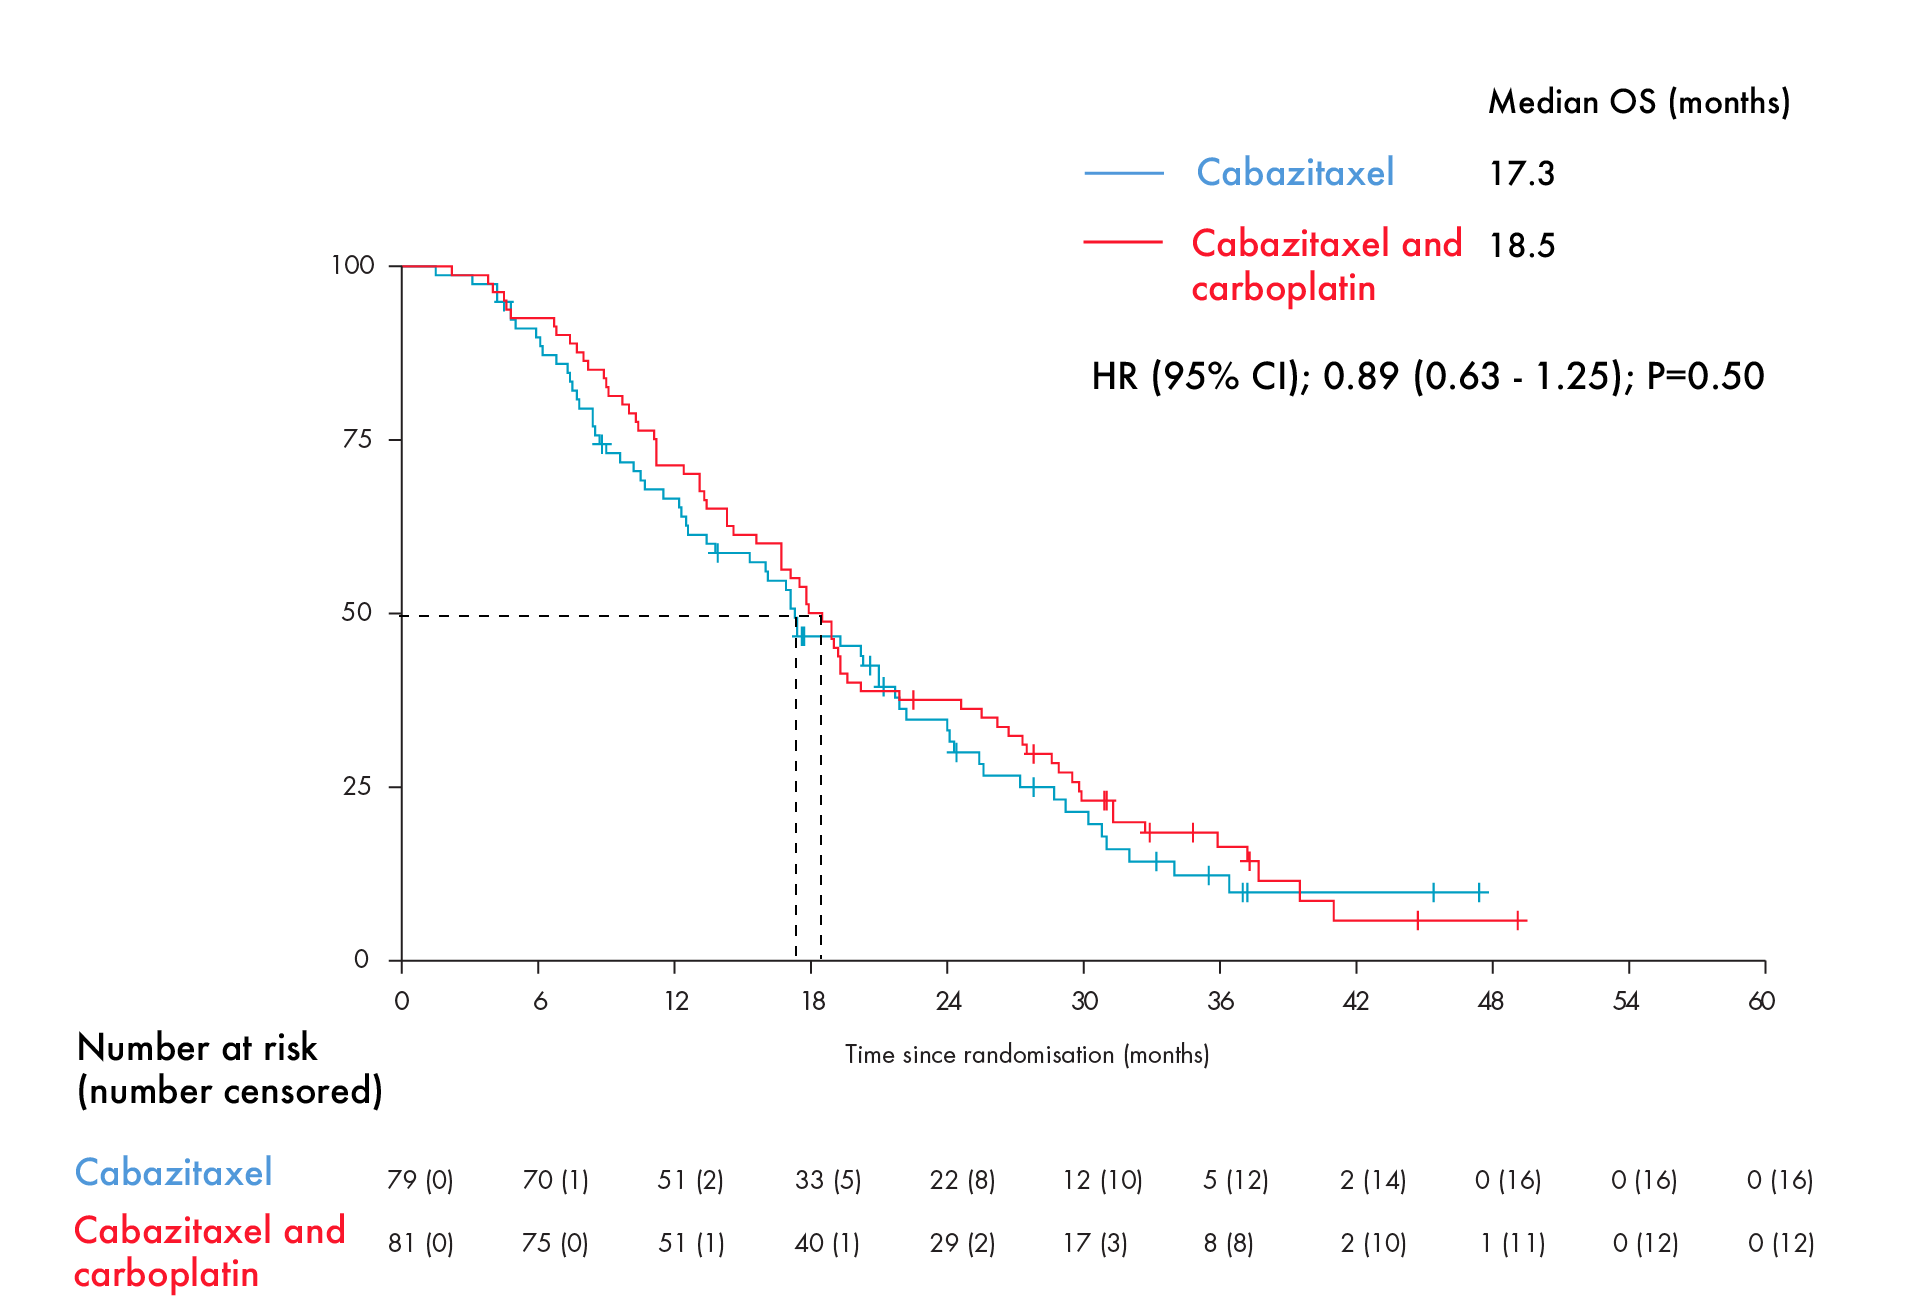 Median OS (months)
Cabazitaxel 17.3
Cabazitaxel and 18.5
carboplatin
HR (95% CI); 0.89 (0.63 - 1.25); P=0.50
100
75
50
25
0
0 6 12 18 24 30 36 42 48 54 60
Time since randomisation (months)
Number at risk
(number censored)
Cabazitaxel 79 (0) 70 (1) 51 (2) 33 (5) 22 (8) 12 (10) 5 (12) 2 (14) 0 (16) 0 (16) 0 (16)
Cabazitaxel and 81 (0) 75 (0) 51 (1) 40 (1) 29 (2) 17 (3) 8 (8) 2 (10) 1 (11) 0 (12) 0 (12)
carboplatin